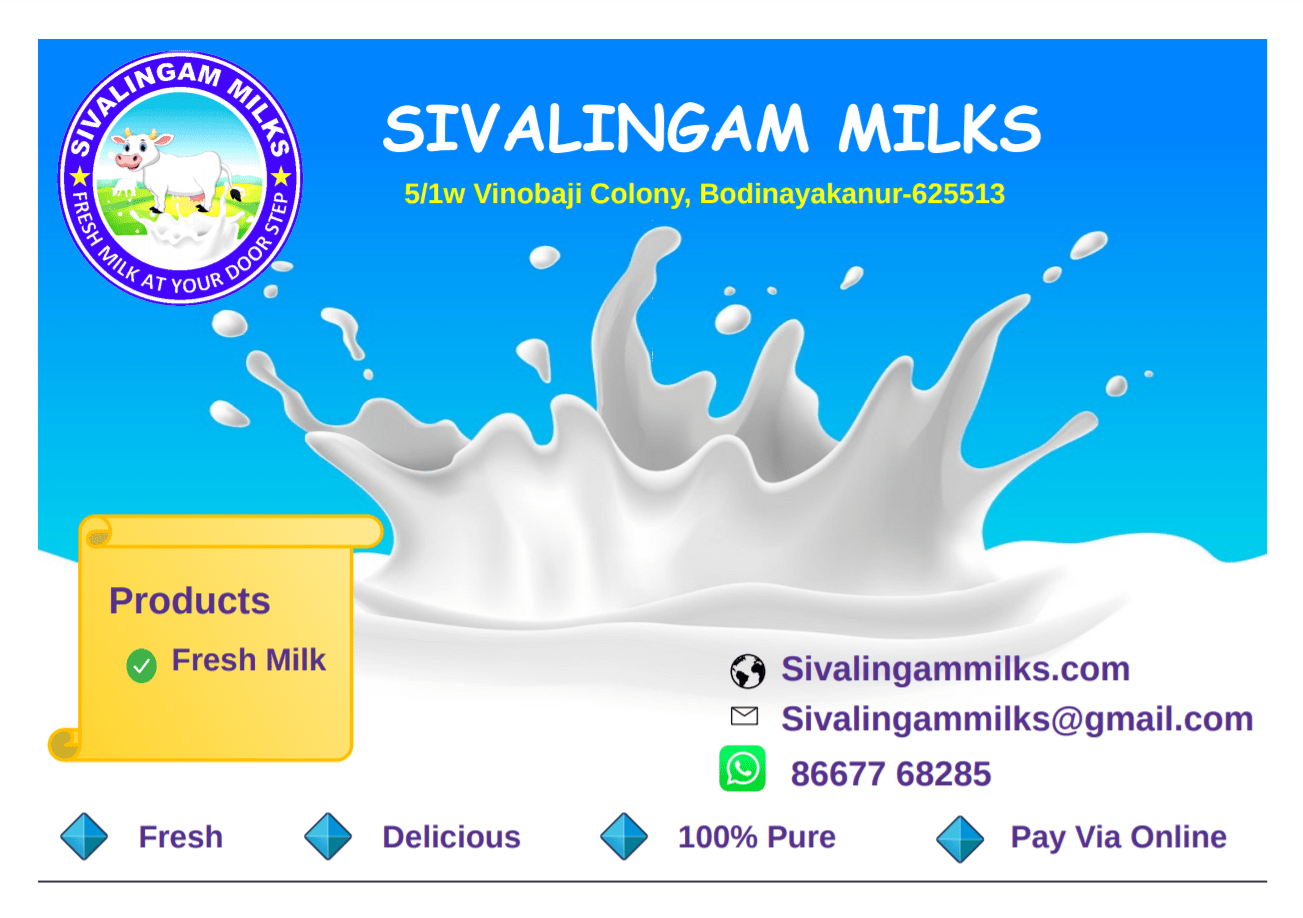 SIVALINGAM MILKS
FRESH MILK AT YOUR DOOR STEP
SIVALINGAM MILKS
5/1w Vinobaji Colony, Bodinayakanur-625513
Products
Fresh Milk
Sivalingammilks.com
Sivalingammilks@gmail.com
86677 68285
Fresh Delicious 100% Pure Pay Via Online